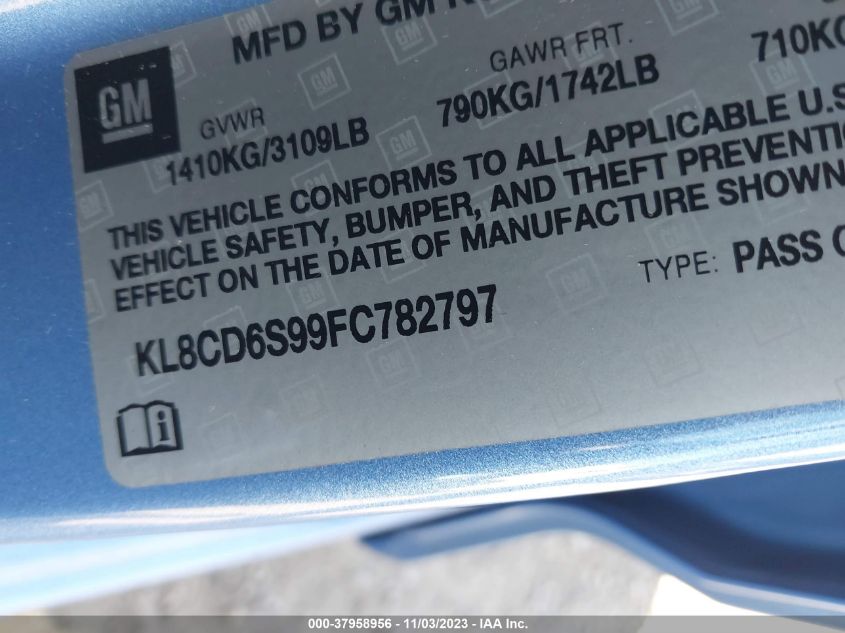 MFD BY GM
GM
GVWR
1410KG/3109LB
GAWR FRT.
790KG/1742LB
710KG
THIS VEHICLE CONFORMS TO ALL APPLICABLE U.S
VEHICLE SAFETY, BUMPER, AND THEFT
EFFECT ON THE DATE OF MANUFACTURE SHOWN
TYPE: PASS
KL8CD6S99FC782797
i
000-37958956 - 11/03/2023 - IAA Inc.